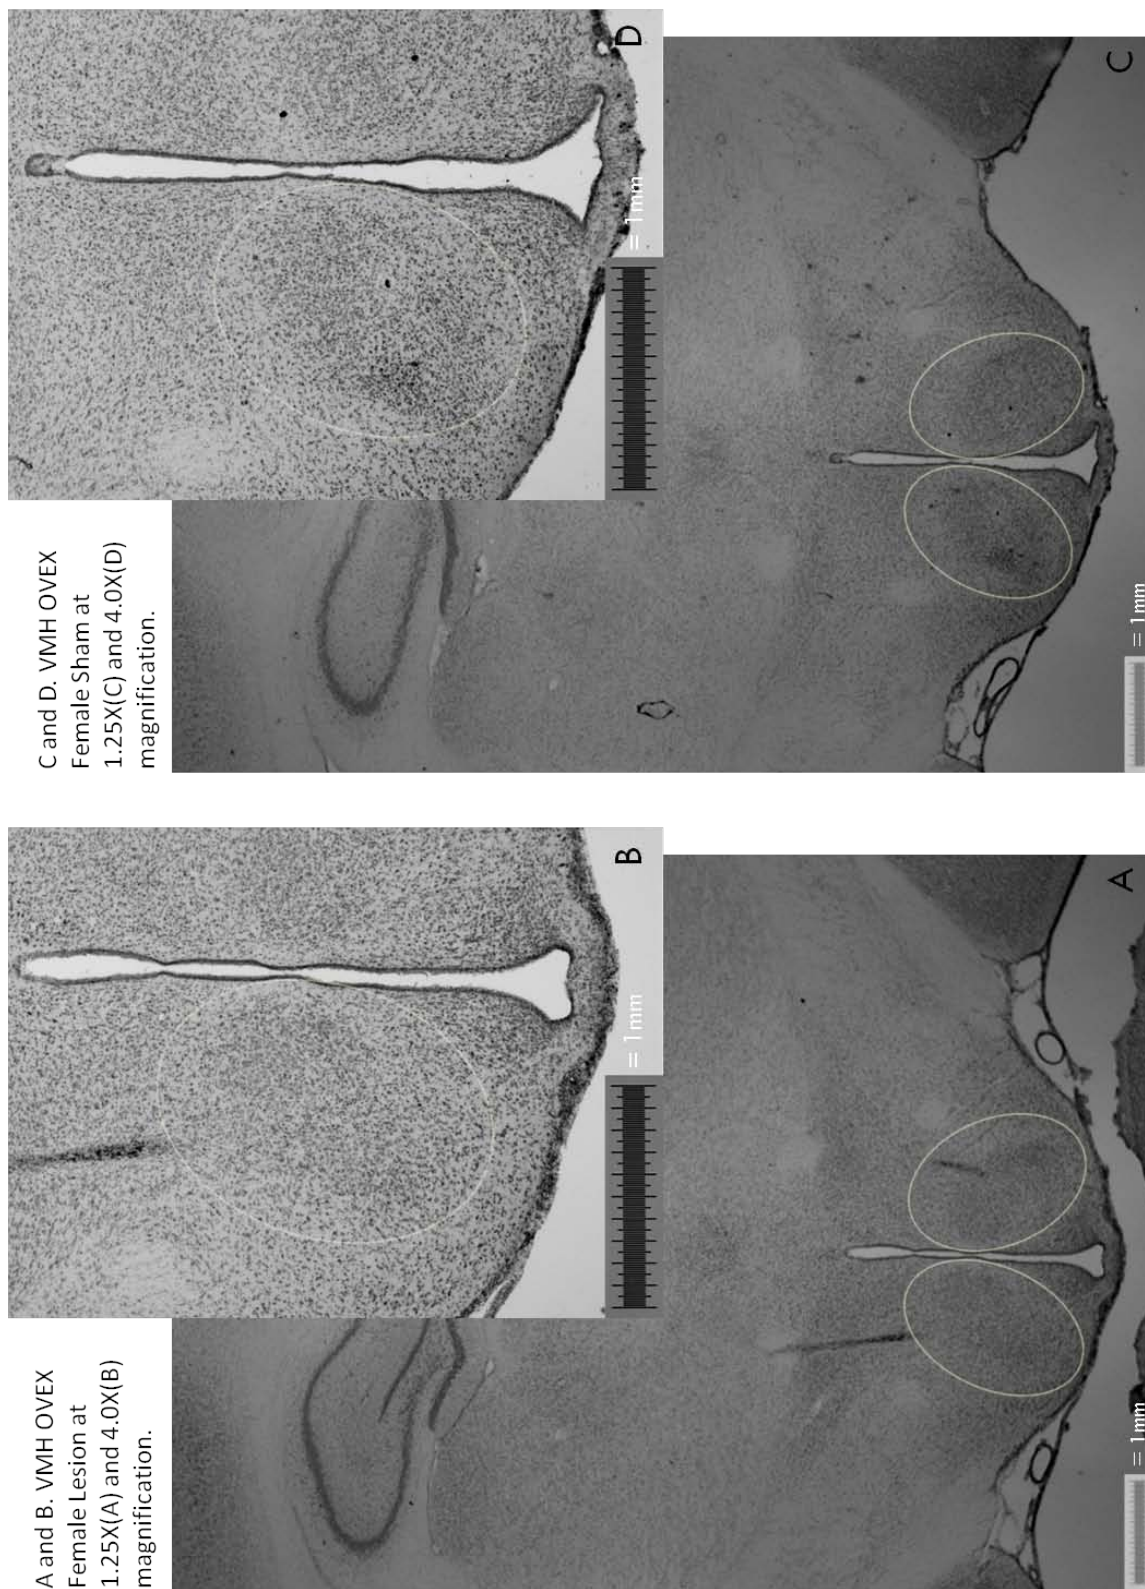 A and B. VMH OVEX
Female Lesion at
1.25X(A) and 4.0X(B)
magnification.
B
= 1mm
A
= 1mm
C and D. VMH OVEX
Female Sham at
1.25X(C) and 4.0X(D)
magnification.
D
= 1mm
C
= 1mm